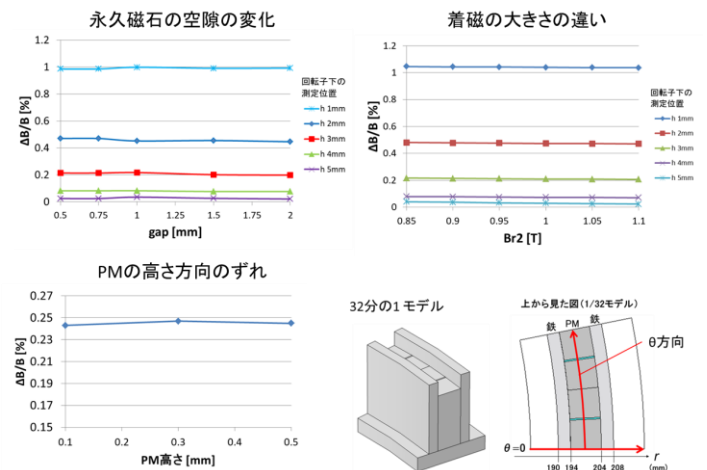 永久磁石の空隙の変化
1.2
1
0.8
0.6
0.4
0.2
0
ΔB/B [%]
0.5 0.75 1 1.25 1.5 1.75 2
gap [mm]
回転子下の
測定位置
h 1mm
h 2mm
h 3mm
h 4mm
h 5mm
着磁の大きさの違い
1.2
1
0.8
0.6
0.4
0.2
0
ΔB/B [%]
0.85 0.9 0.95 1 1.05 1.1
Br2 [T]
回転子下の
測定位置
h 1mm
h 2mm
h 3mm
h 4mm
h 5mm
PMの高さ方向のずれ
0.27
0.25
0.23
0.21
0.19
0.17
0.15
ΔB/B [%]
0.1 0.3 0.5
PM高さ [mm]
32分の1 モデル
上から見た図(1/32モデル)
鉄 PM 鉄
θ方向
θ=0
r
190 194 204 208 (mm)